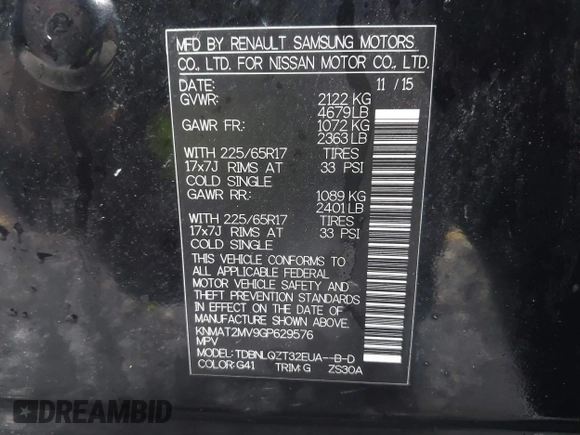 MFD BY RENAULT SAMSUNG MOTORS
CO., LTD. FOR NISSAN MOTOR CO., LTD.
DATE: 11 / 15
GVWR: 2122 KG
4679 LB
GAWR FR: 1072 KG
2363 LB
WITH 225/65R17 TIRES
17x7J RIMS AT 33 PSI
COLD SINGLE
GAWR RR: 1089 KG
2401 LB
WITH 225/65R17 TIRES
17x7J RIMS AT 33 PSI
COLD SINGLE
THIS VEHICLE CONFORMS TO
ALL APPLICABLE FEDERAL
MOTOR VEHICLE SAFETY AND
THEFT PREVENTION STANDARD
IN EFFECT ON THE DATE OF
MANUFACTURE SHOWN ABOVE.
KNMAT2MV9GP629576
MPV
MODEL: TDBNLQZT32EUA--B-D
COLOR: G41 TRIM: G ZS30A
DREAMBID